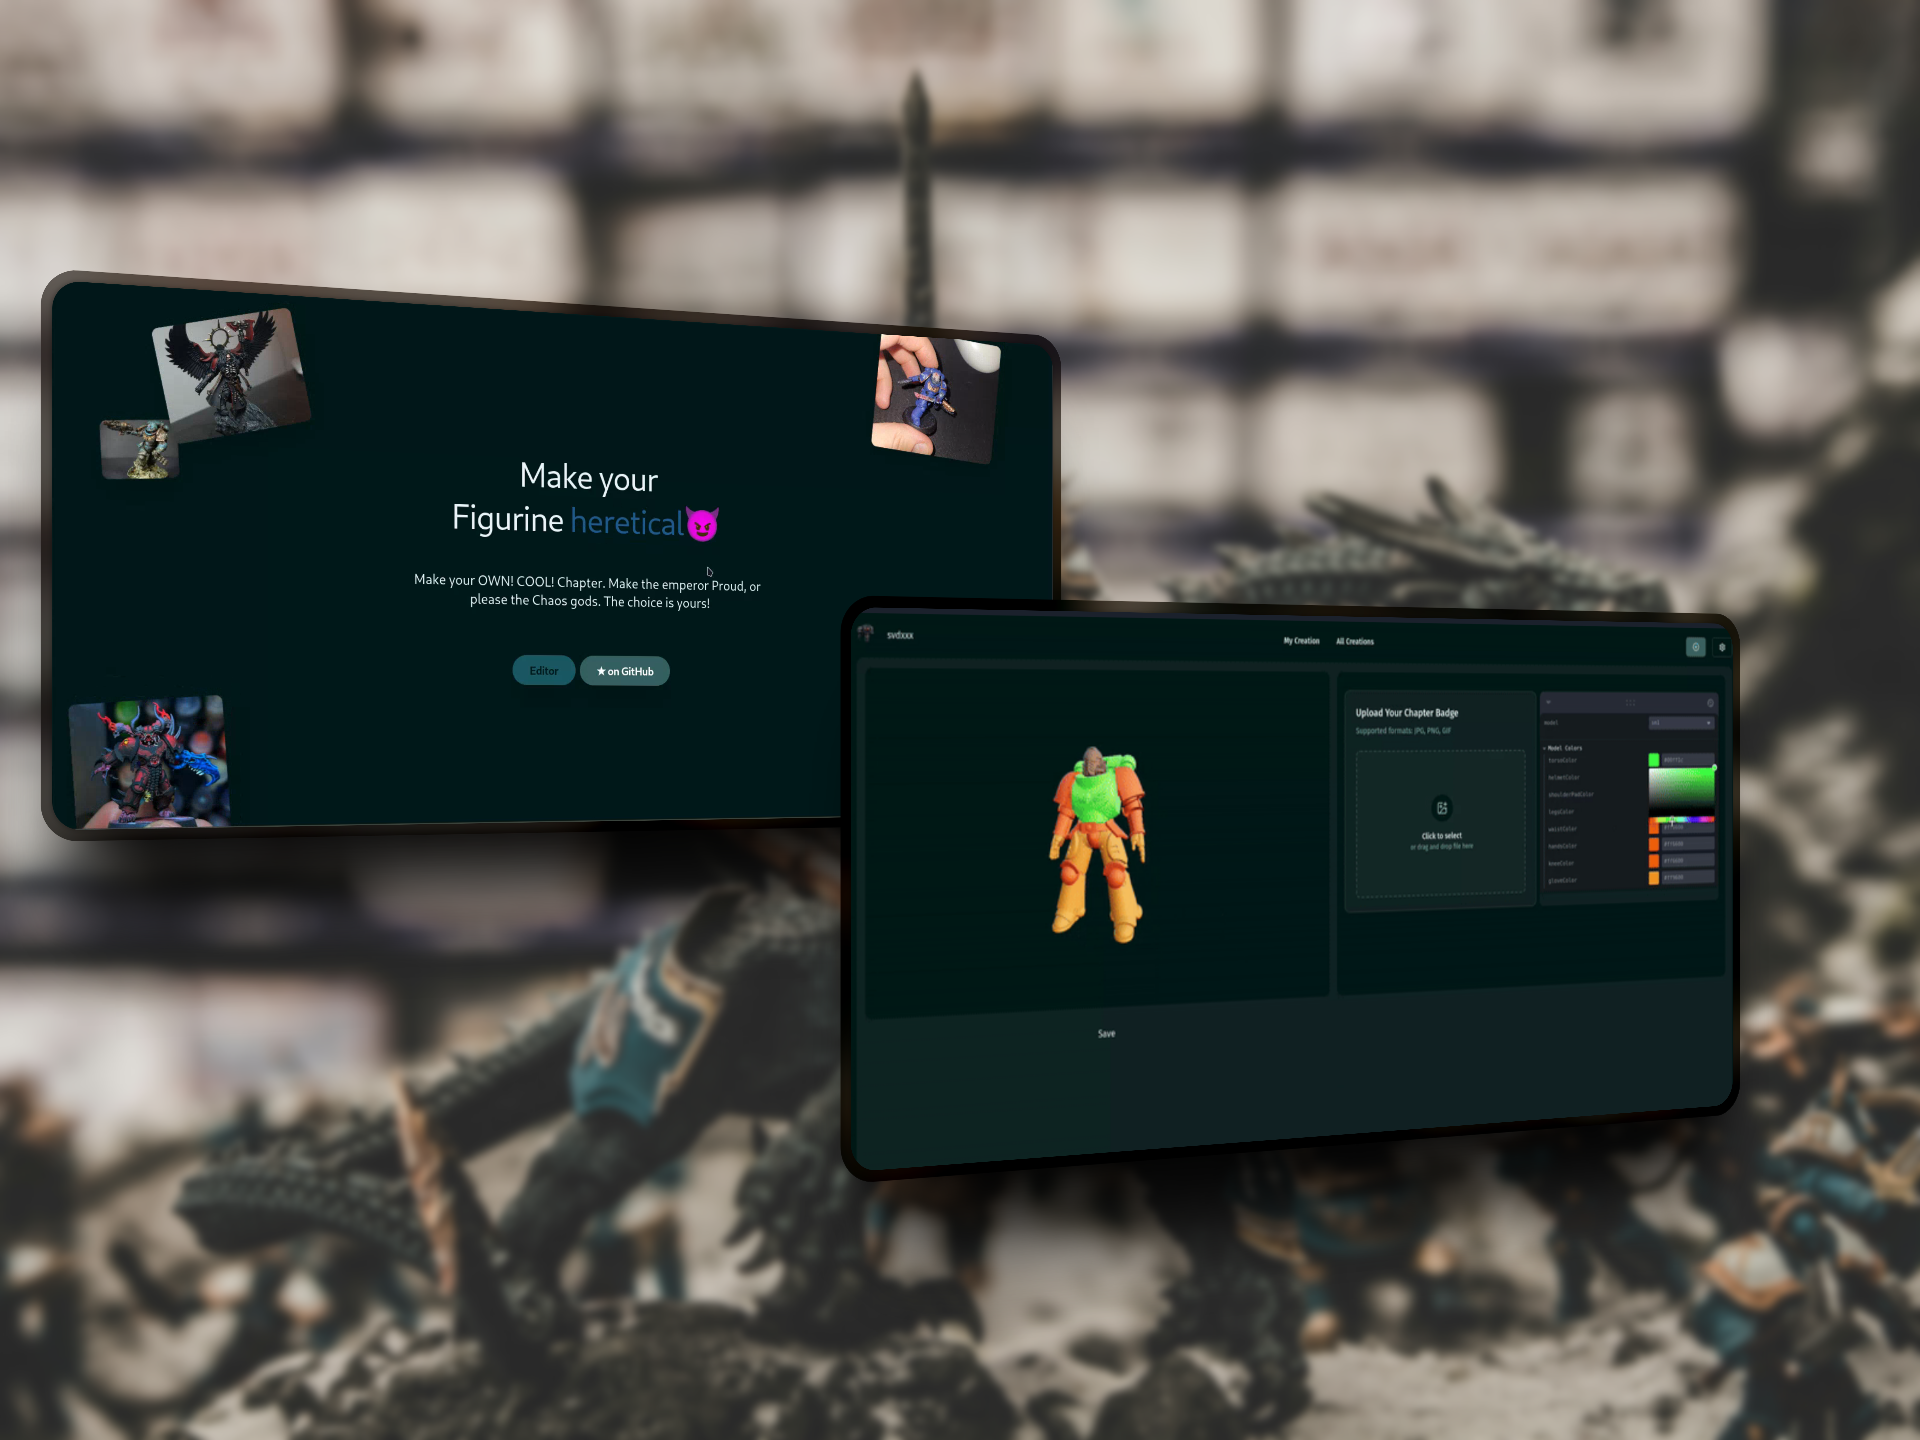 Make your
Figurine heretical
Make your OWN! COOL! Chapter. Make the emperor Proud, or
please the Chaos gods. The choice is yours!
Editor
★ on GitHub
svdxxx
My Creation
All Creations
Upload Your Chapter Badge
Supported formats: JPG, PNG, GIF
Click to select
or drag and drop file here
model
Model Colors
torsoColor
helmetColor
shoulderPadColor
legsColor
waistColor
handsColor
kneeColor
gloveColor
Save